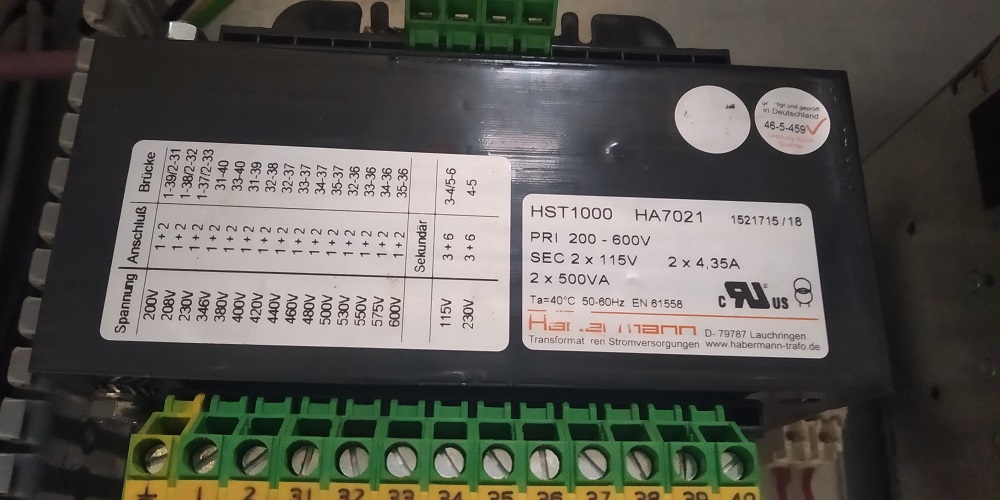 Spannung Anschluß Brücke
200V 1+2 1-39/2-31
208V 1+2 1-38/2-32
230V 1+2 1-37/2-33
346V 1+2 31-40
380V 1+2 33-40
400V 1+2 31-39
420V 1+2 32-38
440V 1+2 32-37
460V 1+2 33-37
480V 1+2 34-37
500V 1+2 35-37
530V 1+2 32-36
550V 1+2 33-36
575V 1+2 34-36
600V 1+2 35-36
Sekundär
115V 3+6 3-4/5-6
230V 3+6 4-5
und geprüft
in Deutschland
46-5-459
HST1000 HA7021 1521715/18
PRI 200 - 600V
SEC 2 x 115V 2 x 4,35A
2 x 500VA
Ta=40°C 50-60Hz EN 61558
C RU US
Habermann D- 79787 Lauchringen
Transformat ren Stromversorgungen www.habermann-trafo.de
1 2 31 32 33 34 35 36 37 38 39 40